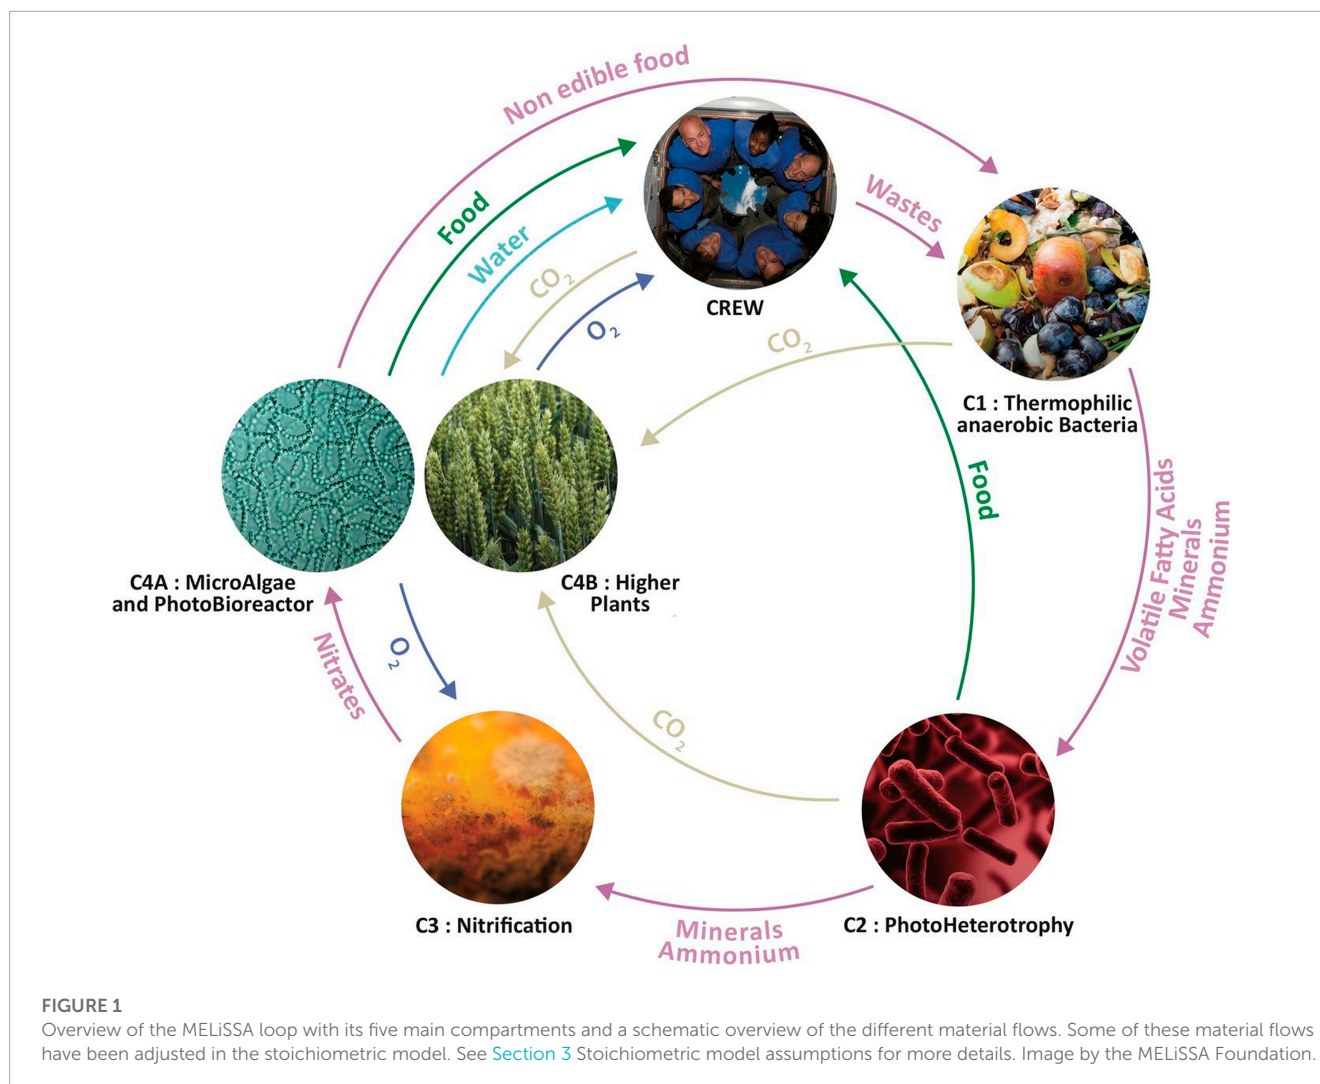 Non edible food
Food
Water
CO₂
O₂
Wastes
CREW
CO₂
C1 : Thermophilic
anaerobic Bacteria
Food
Volatile Fatty Acids
Minerals
Ammonium
C4A : MicroAlgae
and PhotoBioreactor
C4B : Higher
Plants
Nitrates
O₂
CO₂
C3 : Nitrification
C2 : PhotoHeterotrophy
Minerals
Ammonium
FIGURE 1
Overview of the MELiSSA loop with its five main compartments and a schematic overview of the different material flows. Some of these material flows
have been adjusted in the stoichiometric model. See Section 3 Stoichiometric model assumptions for more details. Image by the MELiSSA Foundation.